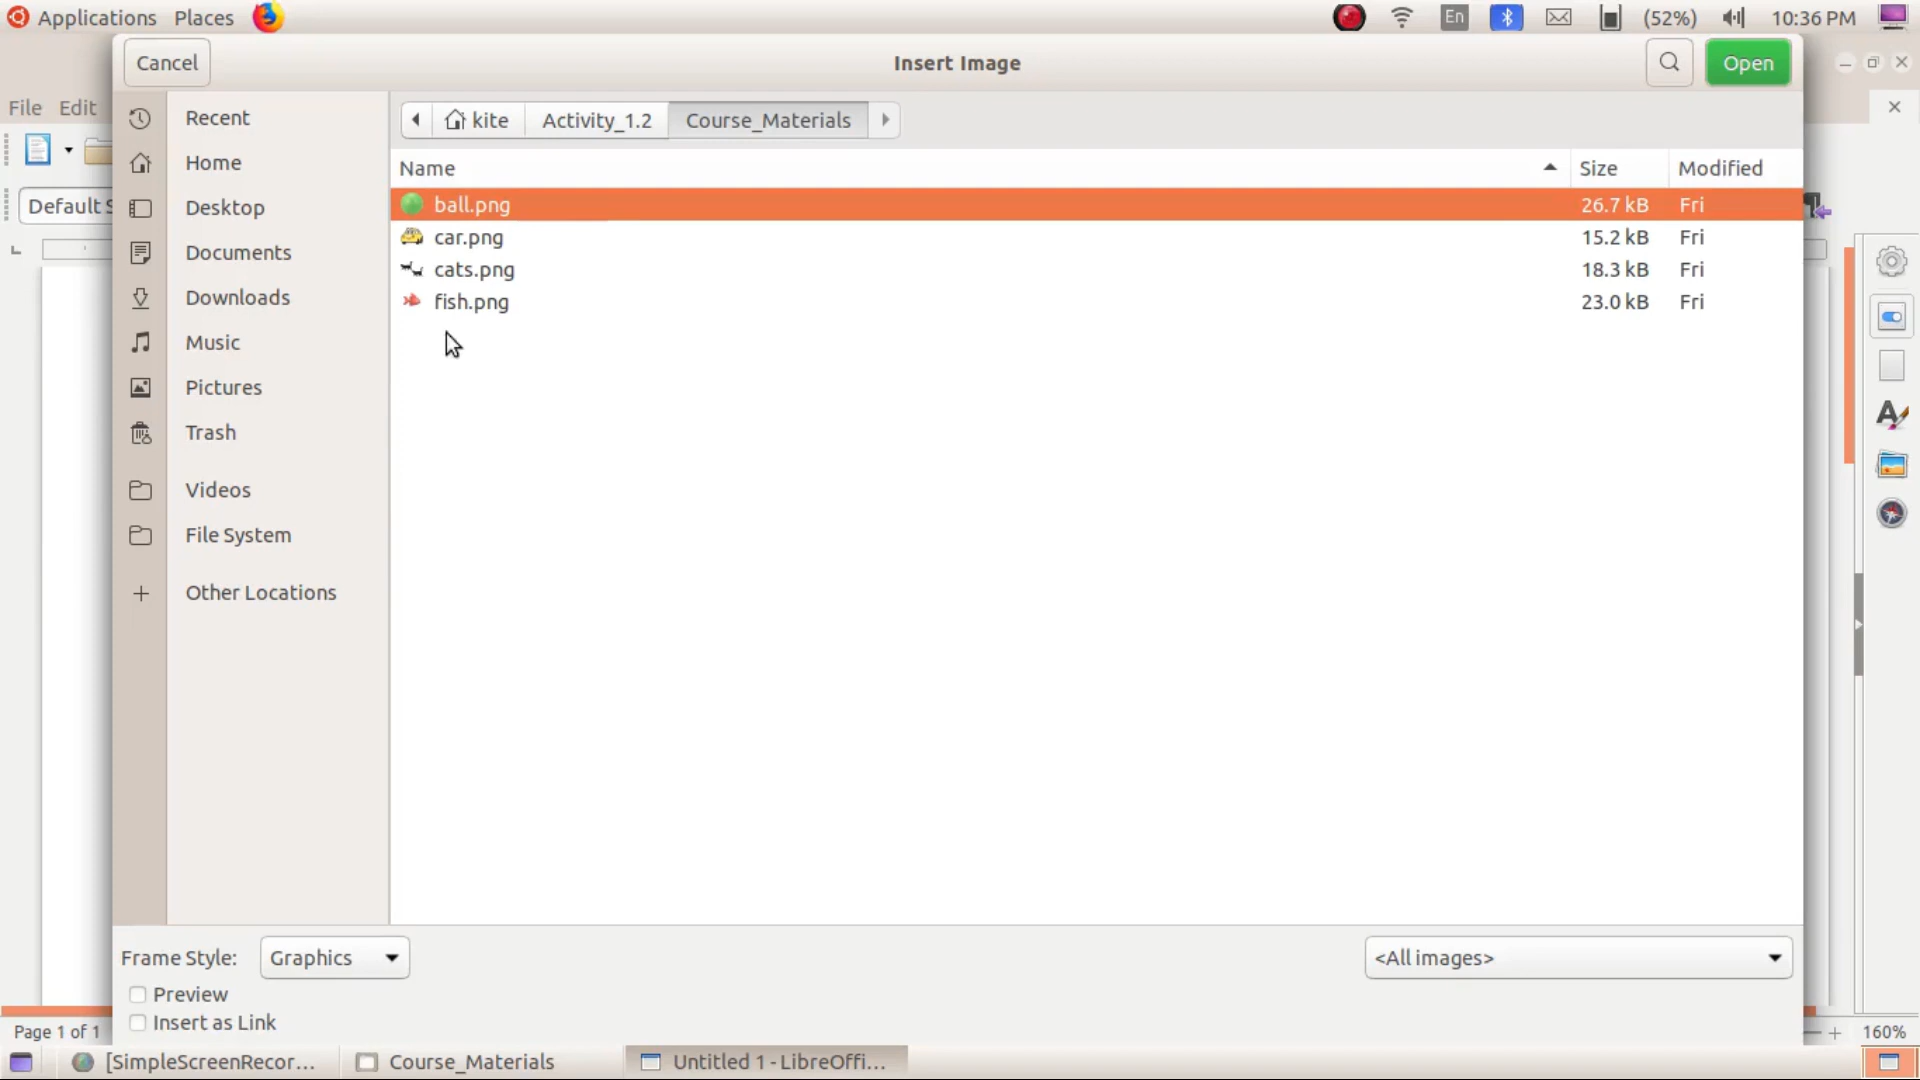 Applications Places En (52%) 10:36 PM
Cancel Insert Image Open
File Edit
Recent
Home
Desktop
Documents
Downloads
Music
Pictures
Trash
Videos
File System
Other Locations
kite Activity_1.2 Course_Materials
Name Size Modified
ball.png 26.7 kB Fri
car.png 15.2 kB Fri
cats.png 18.3 kB Fri
fish.png 23.0 kB Fri
Default S
Frame Style: Graphics <All images>
Preview
Insert as Link
Page 1 of 1 160%
[SimpleScreenRecor... Course_Materials Untitled 1 - LibreOffi...